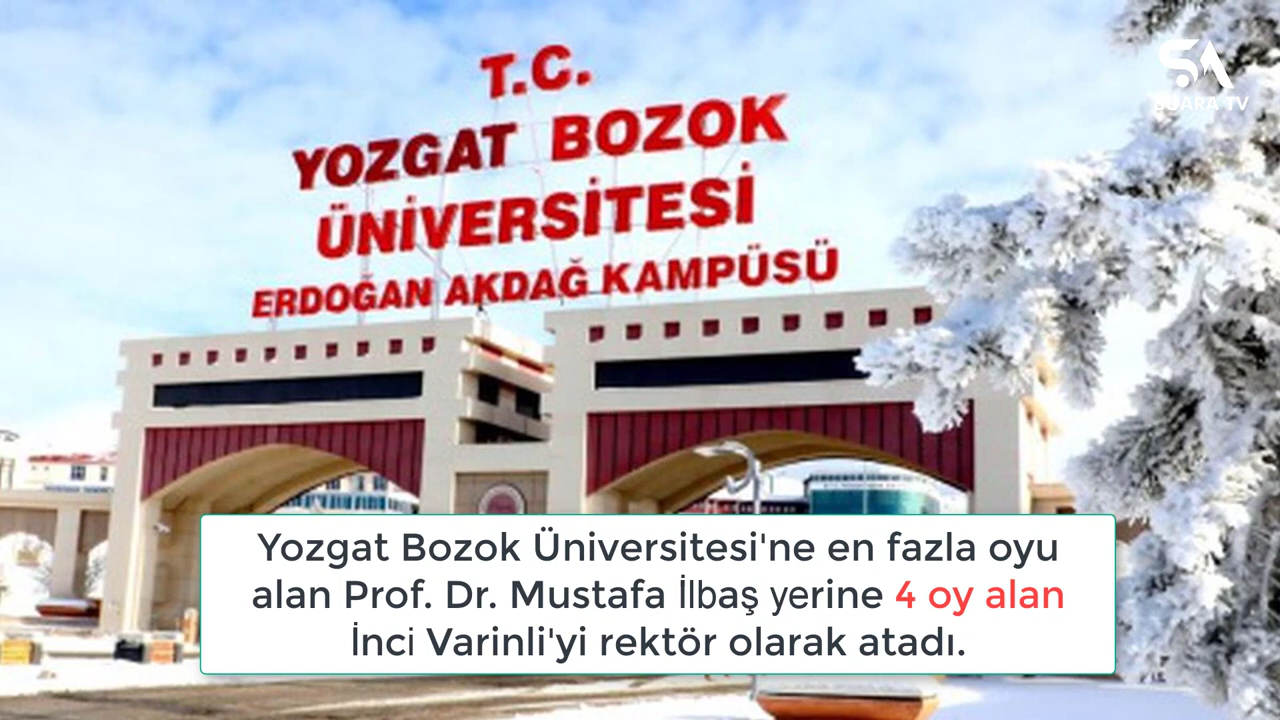 T.C.
YOZGAT BOZOK
ÜNİVERSİTESİ
ERDOĞAN AKDAĞ KAMPÜSÜ
SA
SUARA TV
Yozgat Bozok Üniversitesi'ne en fazla oyu
alan Prof. Dr. Mustafa İlbaş yerine 4 oy alan
İnci Varinli'yi rektör olarak atadı.